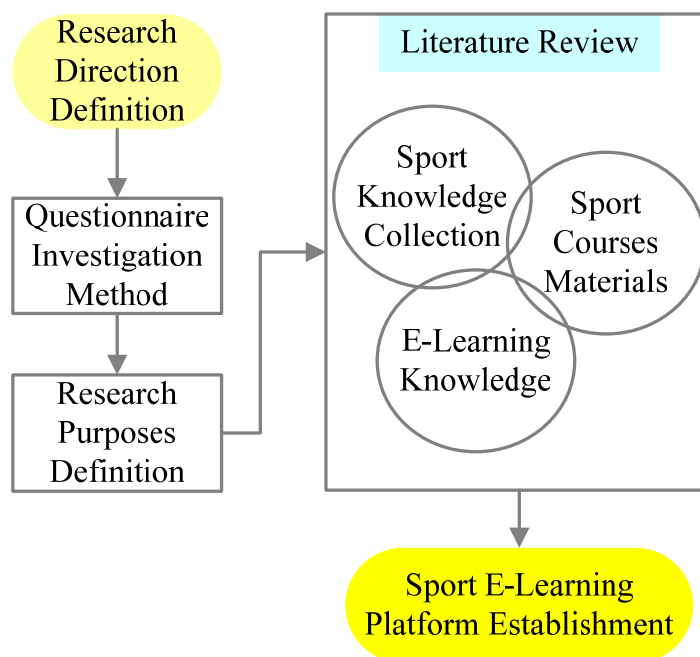 Research
Direction
Definition
Questionnaire
Investigation
Method
Research
Purposes
Definition
Literature Review
Sport
Knowledge
Collection
Sport
Courses
Materials
E-Learning
Knowledge
Sport E-Learning
Platform Establishment